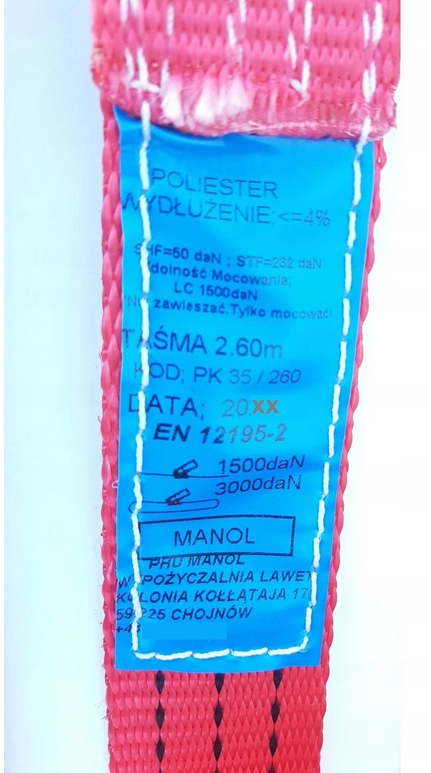 POLIESTER
WYDŁUŻENIE;<=4%
SHF=50 daN ; STF=232 daN
Zdolność Mocowania;
LC 1500daN
zawieszać.Tylko mocować
TAŚMA 2.60m
KOD; PK 35 / 260
DATA; 20XX
EN 12195-2
1500daN
3000daN
MANOL
PHU MANOL
WYPOŻYCZALNIA LAWET
KOLONIA KOŁŁĄTAJA 17
59-225 CHOJNÓW
+48